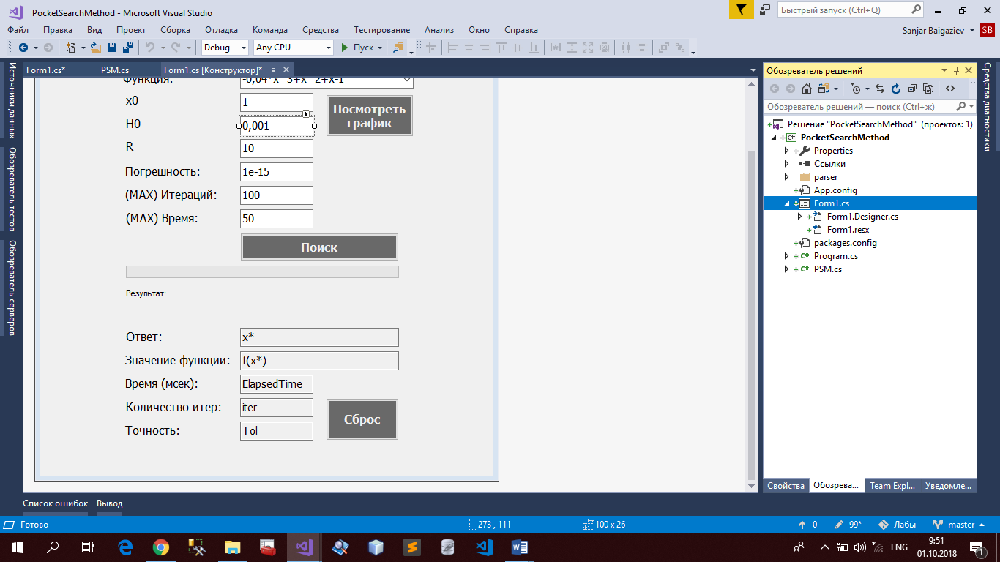 PocketSearchMethod - Microsoft Visual Studio
Быстрый запуск (Ctrl+Q)
Файл Правка Вид Проект Сборка Отладка Команда Средства Тестирование Анализ Окно Справка
Sanjar Baigaziev SB
Debug Any CPU Пуск
Form1.cs* PSM.cs Form1.cs [Конструктор]*
Источники данных
Обозреватель тестов
Обозреватель серверов
Функция: -0,04*x^3+x^2+x-1
x0 1
Посмотреть
график
H0 0,001
R 10
Погрешность: 1e-15
(MAX) Итераций: 100
(MAX) Время: 50
Поиск
Результат:
Ответ: x*
Значение функции: f(x*)
Время (мсек): ElapsedTime
Количество итер: iter
Сброс
Точность: Tol
Обозреватель решений
Обозреватель решений — поиск (Ctrl+ж)
Решение "PocketSearchMethod" (проектов: 1)
PocketSearchMethod
Properties
Ссылки
parser
App.config
Form1.cs
Form1.Designer.cs
Form1.resx
packages.config
Program.cs
PSM.cs
Средства диагностики
Свойства Обозрева... Team Expl... Уведомле...
Список ошибок Вывод
Готово 273 , 111 100 x 26 0 99* Лабы master
ENG 9:51
01.10.2018
1